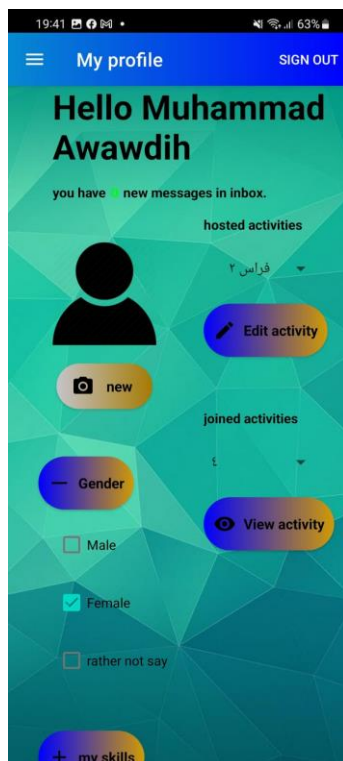 19:41
63%
My profile
SIGN OUT
Hello Muhammad
Awawdih
you have 0 new messages in inbox.
hosted activities
فراس ٢
Edit activity
new
joined activities
٤
Gender
View activity
Male
Female
rather not say
my skills